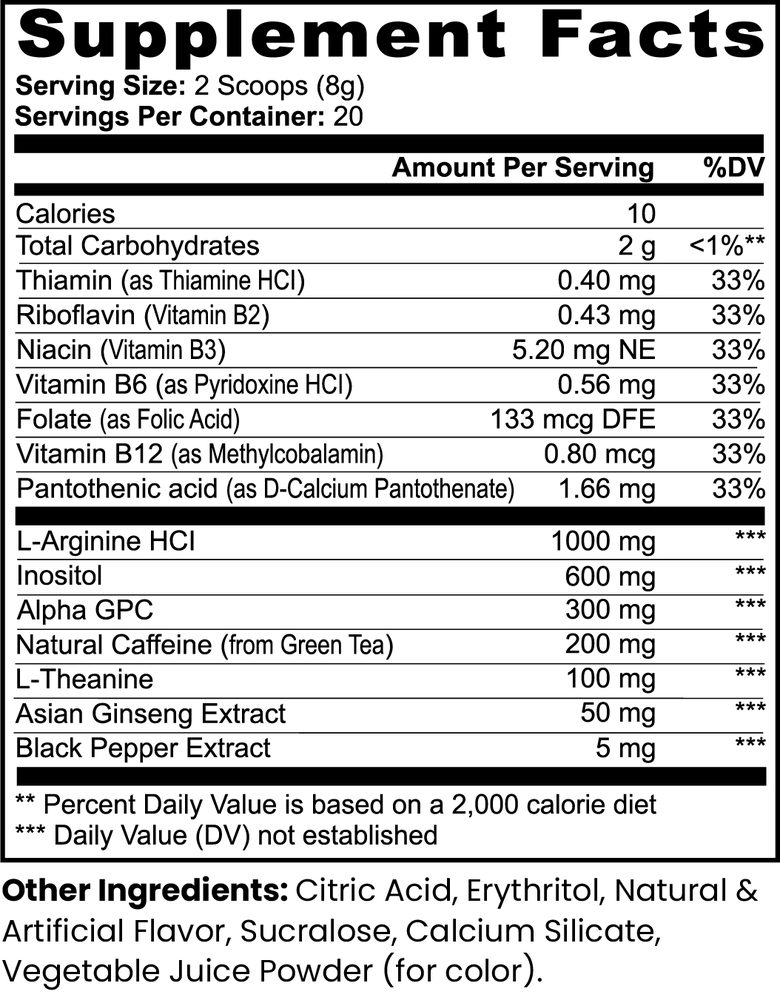 Supplement Facts
Serving Size: 2 Scoops (8g)
Servings Per Container: 20
Amount Per Serving %DV
Calories 10
Total Carbohydrates 2 g <1%**
Thiamin (as Thiamine HCl) 0.40 mg 33%
Riboflavin (Vitamin B2) 0.43 mg 33%
Niacin (Vitamin B3) 5.20 mg NE 33%
Vitamin B6 (as Pyridoxine HCl) 0.56 mg 33%
Folate (as Folic Acid) 133 mcg DFE 33%
Vitamin B12 (as Methylcobalamin) 0.80 mcg 33%
Pantothenic acid (as D-Calcium Pantothenate) 1.66 mg 33%
L-Arginine HCl 1000 mg ***
Inositol 600 mg ***
Alpha GPC 300 mg ***
Natural Caffeine (from Green Tea) 200 mg ***
L-Theanine 100 mg ***
Asian Ginseng Extract 50 mg ***
Black Pepper Extract 5 mg ***
** Percent Daily Value is based on a 2,000 calorie diet
*** Daily Value (DV) not established
Other Ingredients: Citric Acid, Erythritol, Natural &
Artificial Flavor, Sucralose, Calcium Silicate,
Vegetable Juice Powder (for color).